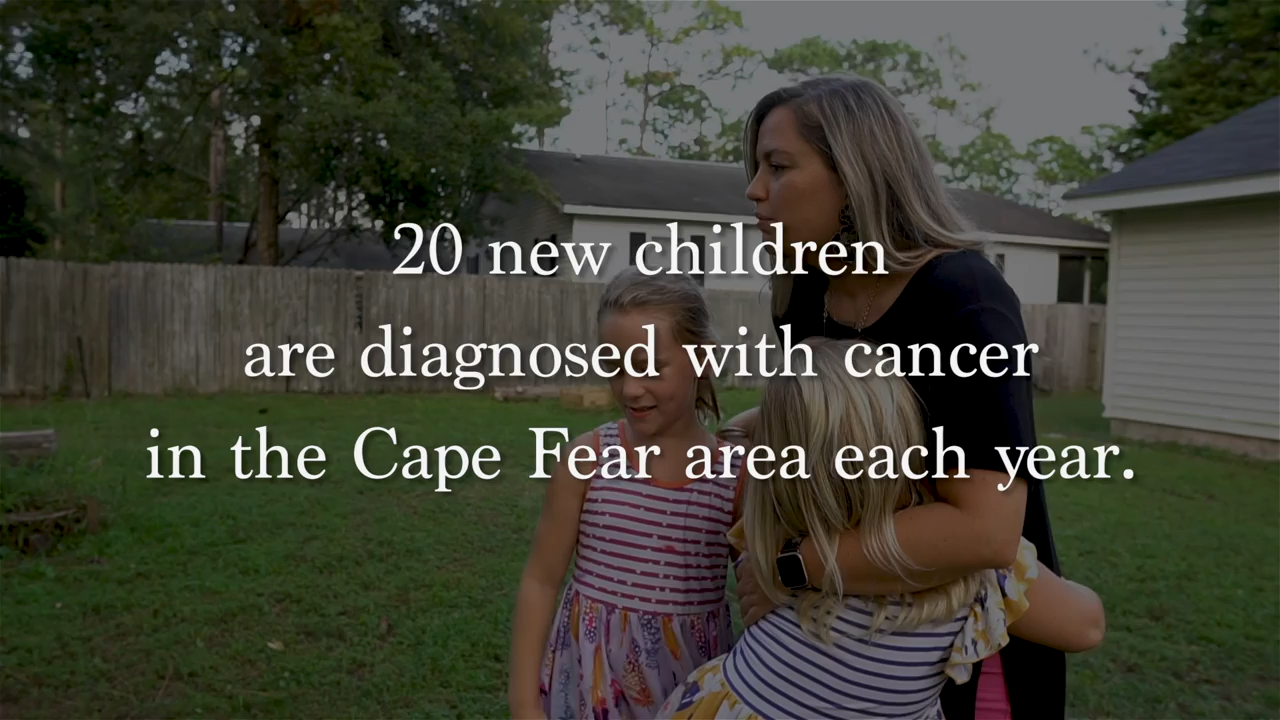 20 new children
are diagnosed with cancer
in the Cape Fear area each year.